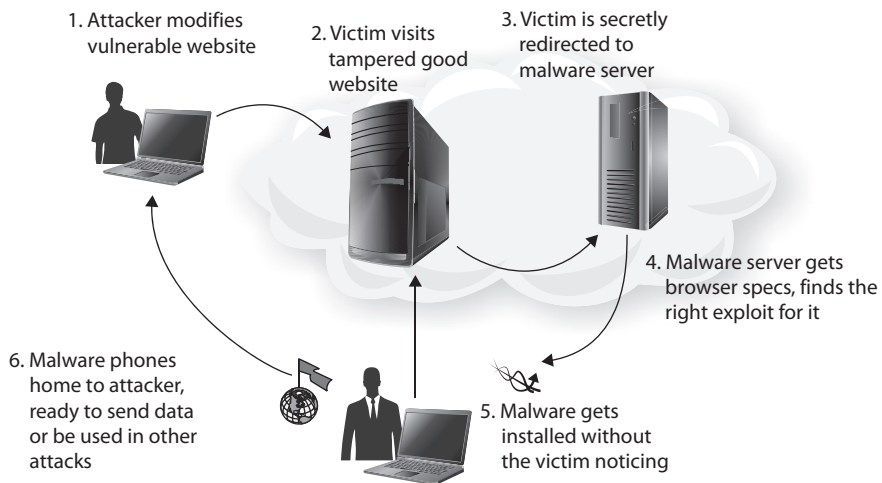 1. Attacker modifies
vulnerable website
2. Victim visits
tampered good
website
3. Victim is secretly
redirected to
malware server
4. Malware server gets
browser specs, finds the
right exploit for it
5. Malware gets
installed without
the victim noticing
6. Malware phones
home to attacker,
ready to send data
or be used in other
attacks